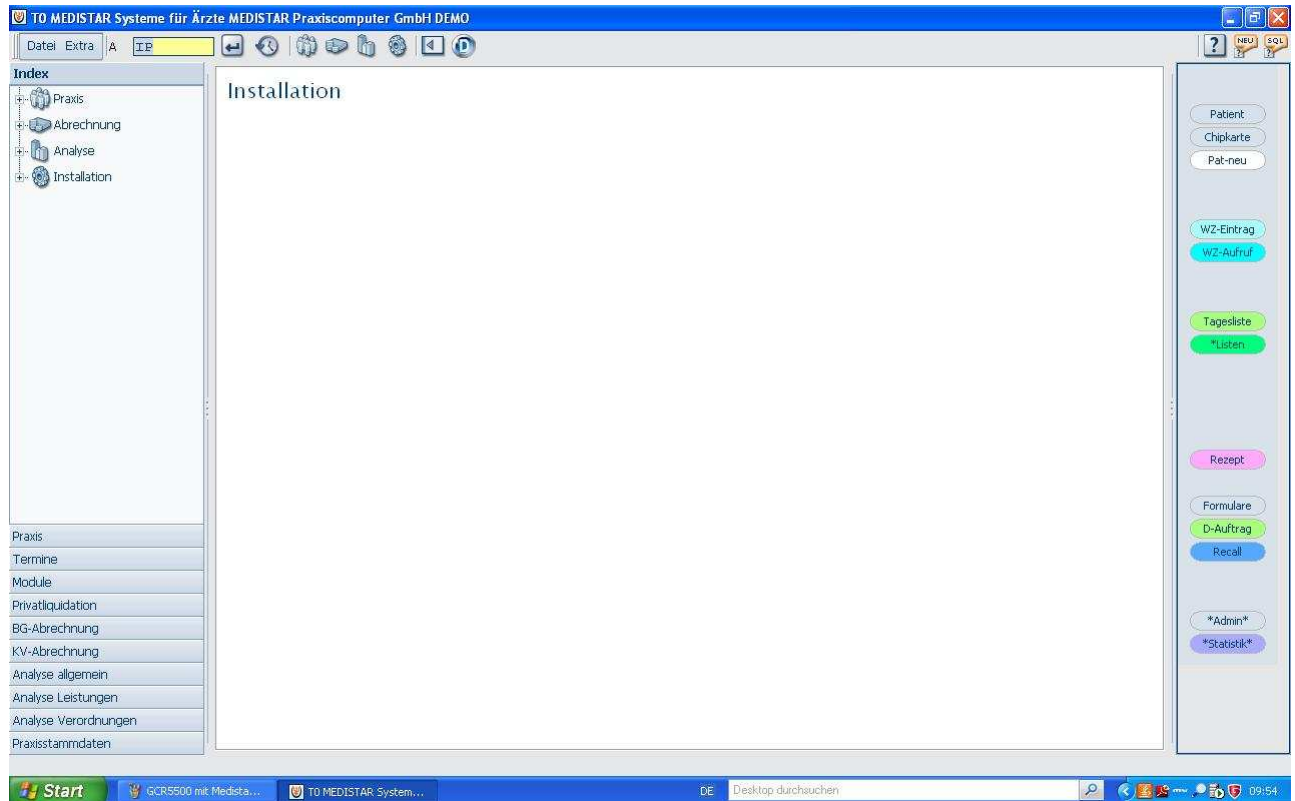 T0 MEDISTAR Systeme für Ärzte MEDISTAR Praxiscomputer GmbH DEMO
Datei Extra A IP
? NEU ? SQL ?
Index
Praxis
Abrechnung
Analyse
Installation
Installation
Praxis
Termine
Module
Privatliquidation
BG-Abrechnung
KV-Abrechnung
Analyse allgemein
Analyse Leistungen
Analyse Verordnungen
Praxisstammdaten
Patient
Chipkarte
Pat-neu
WZ-Eintrag
WZ-Aufruf
Tagesliste
*Listen
Rezept
Formulare
D-Auftrag
Recall
*Admin*
*Statistik*
Start GCR5500 mit Medista... T0 MEDISTAR System... DE Desktop durchsuchen 09:54